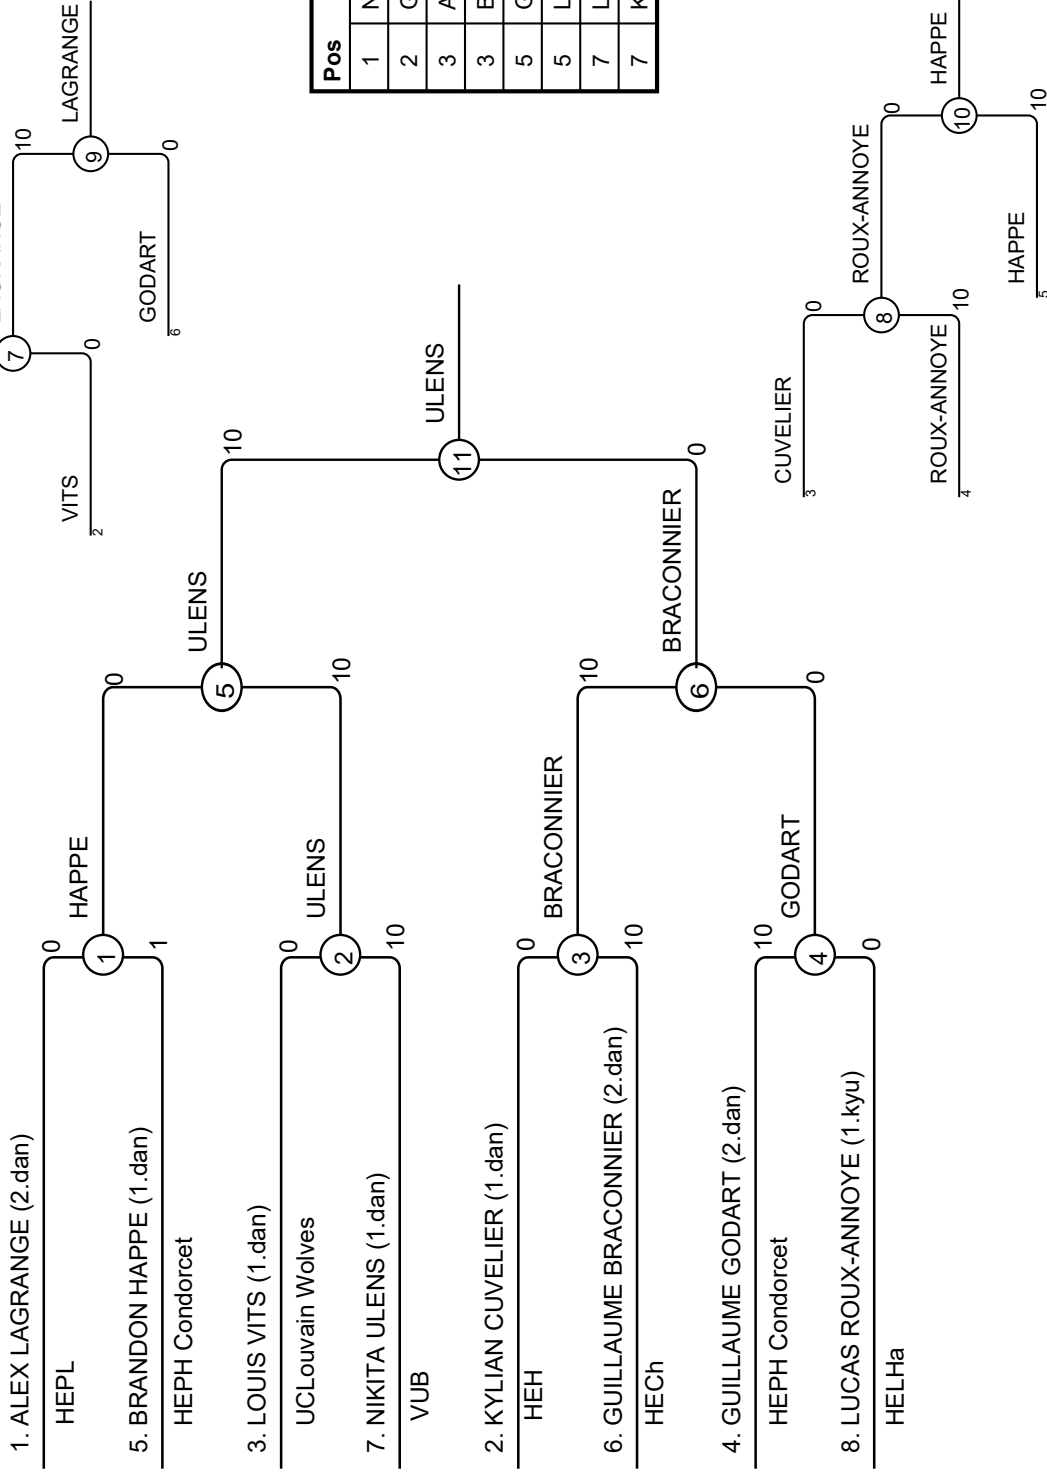 1. ALEX LAGRANGE (2.dan)
HEPL
5. BRANDON HAPPE (1.dan)
HEPH Condorcet
3. LOUIS VITS (1.dan)
UCLouvain Wolves
7. NIKITA ULENS (1.dan)
VUB
2. KYLIAN CUVELIER (1.dan)
HEH
6. GUILLAUME BRACONNIER (2.dan)
HECh
4. GUILLAUME GODART (2.dan)
HEPH Condorcet
8. LUCAS ROUX-ANNOYE (1.kyu)
HELHa
0
1
1
HAPPE
0
2
10
ULENS
0
3
10
BRACONNIER
10
4
0
GODART
0
5
10
ULENS
10
6
0
BRACONNIER
10
11
0
ULENS
VITS
2
7
0
10
GODART
6
9
0
LAGRANGE
CUVELIER
3
0
ROUX-ANNOYE
4
8
10
ROUX-ANNOYE
0
HAPPE
5
10
10
HAPPE
Pos
1 N
2 G
3 A
3 B
5 G
5 L
7 L
7 K